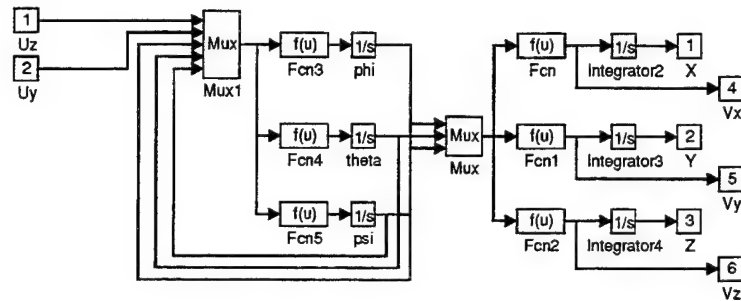 1
Uz
2
Uy
Mux
Mux1
f(u)
Fcn3
1/s
phi
f(u)
Fcn4
1/s
theta
f(u)
Fcn5
1/s
psi
Mux
Mux
f(u)
Fcn
1/s
Integrator2
1
X
4
Vx
f(u)
Fcn1
1/s
Integrator3
2
Y
5
Vy
f(u)
Fcn2
1/s
Integrator4
3
Z
6
Vz